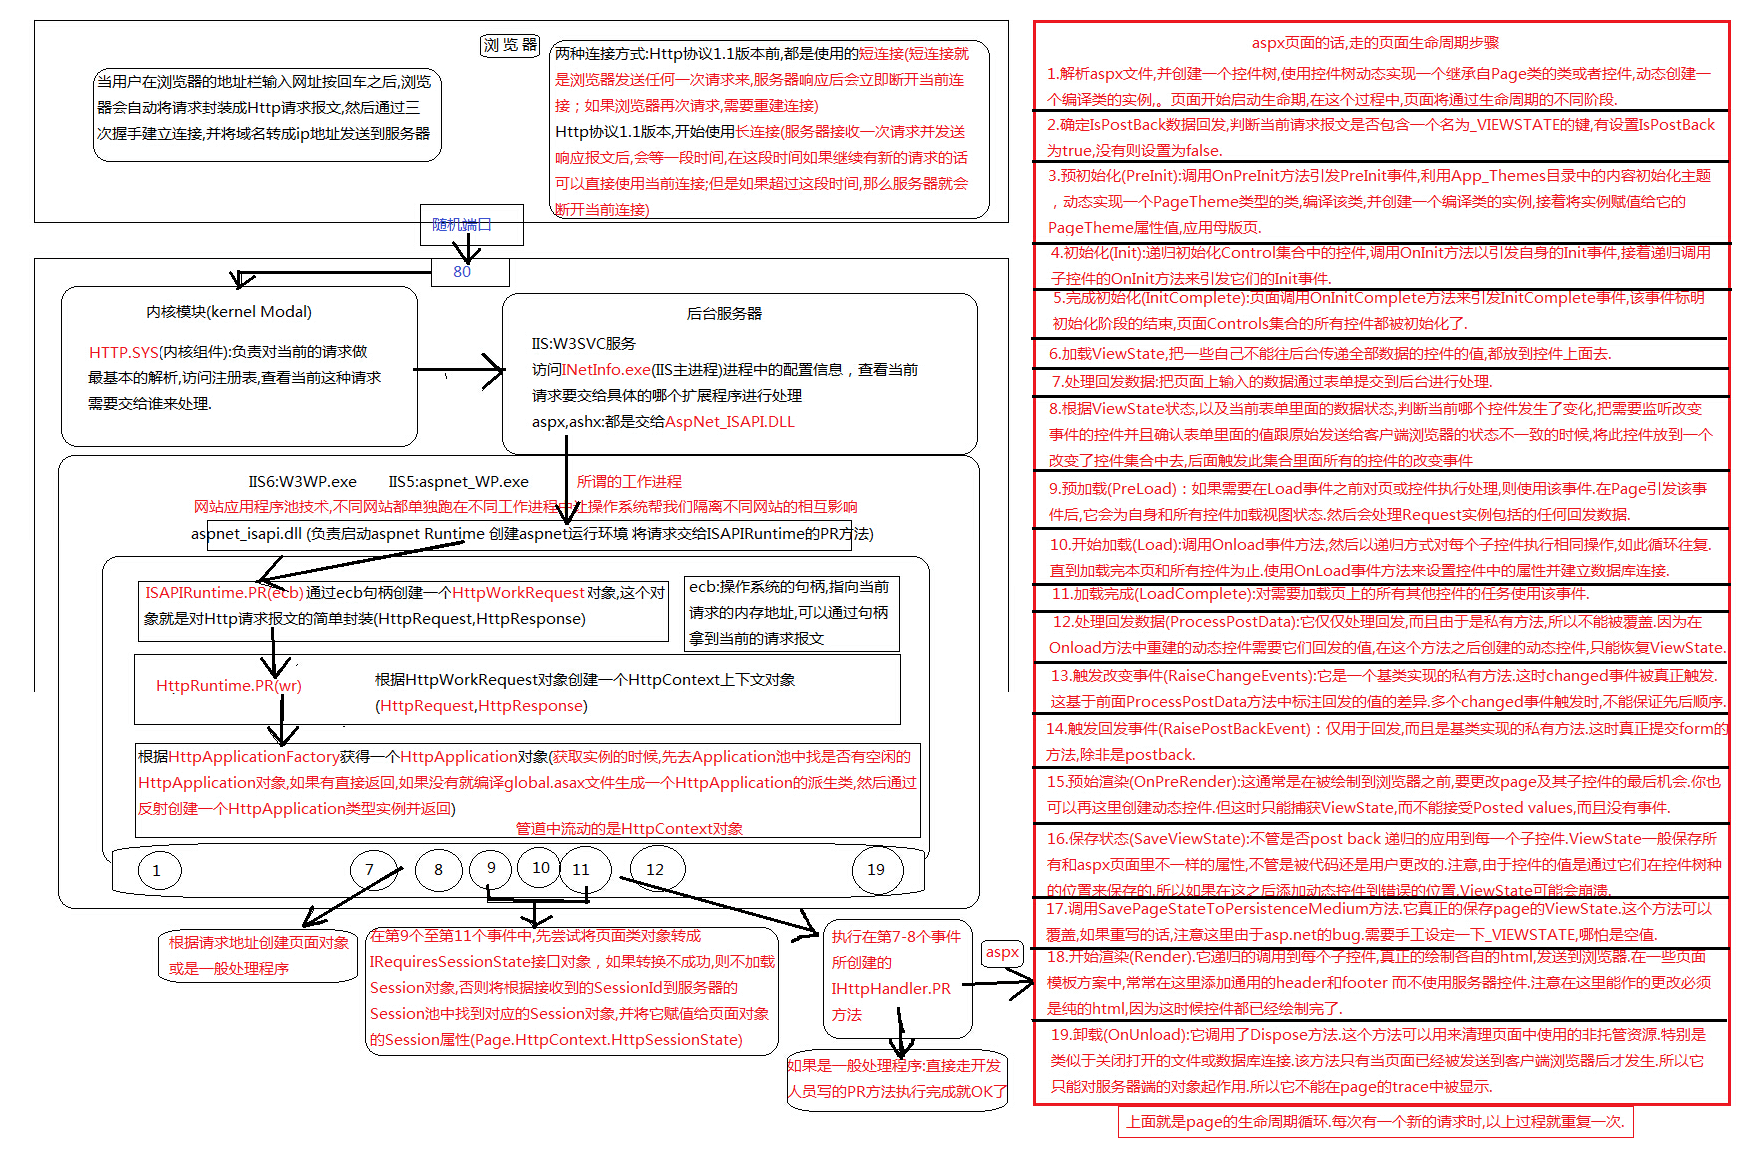 浏 览 器
当用户在浏览器的地址栏输入网址按回车之后,浏览
器会自动将请求封装成Http请求报文,然后通过三
次握手建立连接,并将域名转成ip地址发送到服务器
两种连接方式:Http协议1.1版本前,都是使用的短连接(短连接就
是浏览器发送任何一次请求来,服务器响应后会立即断开当前连
接；如果浏览器再次请求,需要重建连接)
Http协议1.1版本,开始使用长连接(服务器接收一次请求并发送
响应报文后,会等一段时间,在这段时间如果继续有新的请求的话
可以直接使用当前连接;但是如果超过这段时间,那么服务器就会
断开当前连接)
随机端口
80
内核模块(kernel Modal)
HTTP.SYS(内核组件):负责对当前的请求做
最基本的解析,访问注册表,查看当前这种请求
需要交给谁来处理.
后台服务器
IIS:W3SVC服务
访问INetInfo.exe(IIS主进程)进程中的配置信息，查看当前
请求要交给具体的哪个扩展程序进行处理
aspx,ashx:都是交给AspNet_ISAPI.DLL
IIS6:W3WP.exe IIS5:aspnet_WP.exe 所谓的工作进程
网站应用程序池技术,不同网站都单独跑在不同工作进程中让操作系统帮我们隔离不同网站的相互影响
aspnet_isapi.dll (负责启动aspnet Runtime 创建aspnet运行环境 将请求交给ISAPIRuntime的PR方法)
ISAPIRuntime.PR(ecb)通过ecb句柄创建一个HttpWorkRequest对象,这个对
象就是对Http请求报文的简单封装(HttpRequest,HttpResponse)
ecb:操作系统的句柄,指向当前
请求的内存地址,可以通过句柄
拿到当前的请求报文
HttpRuntime.PR(wr)
根据HttpWorkRequest对象创建一个HttpContext上下文对象
(HttpRequest,HttpResponse)
根据HttpApplicationFactory获得一个HttpApplication对象(获取实例的时候,先去Application池中找是否有空闲的
HttpApplication对象,如果有直接返回,如果没有就编译global.asax文件生成一个HttpApplication的派生类,然后通过
反射创建一个HttpApplication类型实例并返回)
管道中流动的是HttpContext对象
1 7 8 9 10 11 12 19
根据请求地址创建页面对象
或是一般处理程序
在第9个至第11个事件中,先尝试将页面类对象转成
IRequiresSessionState接口对象，如果转换不成功,则不加载
Session对象,否则将根据接收到的SessionId到服务器的
Session池中找到对应的Session对象,并将它赋值给页面对象
的Session属性(Page.HttpContext.HttpSessionState)
执行在第7-8个事件
所创建的
IHttpHandler.PR
方法
aspx
如果是一般处理程序:直接走开发
人员写的PR方法执行完成就OK了
aspx页面的话,走的页面生命周期步骤
1.解析aspx文件,并创建一个控件树,使用控件树动态实现一个继承自Page类的类或者控件,动态创建一
个编译类的实例,。页面开始启动生命期,在这个过程中,页面将通过生命周期的不同阶段.
2.确定IsPostBack数据回发,判断当前请求报文是否包含一个名为_VIEWSTATE的键,有设置IsPostBack
为true,没有则设置为false.
3.预初始化(PreInit):调用OnPreInit方法引发PreInit事件,利用App_Themes目录中的内容初始化主题
，动态实现一个PageTheme类型的类,编译该类,并创建一个编译类的实例,接着将实例赋值给它的
PageTheme属性值,应用母版页.
4.初始化(Init):递归初始化Control集合中的控件,调用OnInit方法以引发自身的Init事件,接着递归调用
子控件的OnInit方法来引发它们的Init事件.
5.完成初始化(InitComplete):页面调用OnInitComplete方法来引发InitComplete事件,该事件标明
初始化阶段的结束,页面Controls集合的所有控件都被初始化了.
6.加载ViewState,把一些自己不能往后台传递全部数据的控件的值,都放到控件上面去.
7.处理回发数据:把页面上输入的数据通过表单提交到后台进行处理.
8.根据ViewState状态,以及当前表单里面的数据状态,判断当前哪个控件发生了变化,把需要监听改变
事件的控件并且确认表单里面的值跟原始发送给客户端浏览器的状态不一致的时候,将此控件放到一个
改变了控件集合中去,后面触发此集合里面所有的控件的改变事件
9.预加载(PreLoad)：如果需要在Load事件之前对页或控件执行处理,则使用该事件.在Page引发该事
件后,它会为自身和所有控件加载视图状态.然后会处理Request实例包括的任何回发数据.
10.开始加载(Load):调用Onload事件方法,然后以递归方式对每个子控件执行相同操作,如此循环往复.
直到加载完本页和所有控件为止.使用OnLoad事件方法来设置控件中的属性并建立数据库连接.
11.加载完成(LoadComplete):对需要加载页上的所有其他控件的任务使用该事件.
12.处理回发数据(ProcessPostData):它仅仅处理回发,而且由于是私有方法,所以不能被覆盖.因为在
Onload方法中重建的动态控件需要它们回发的值,在这个方法之后创建的动态控件,只能恢复ViewState.
13.触发改变事件(RaiseChangeEvents):它是一个基类实现的私有方法.这时changed事件被真正触发.
这基于前面ProcessPostData方法中标注回发的值的差异.多个changed事件触发时,不能保证先后顺序.
14.触发回发事件(RaisePostBackEvent)：仅用于回发,而且是基类实现的私有方法.这时真正提交form的
方法,除非是postback.
15.预始渲染(OnPreRender):这通常是在被绘制到浏览器之前,要更改page及其子控件的最后机会.你也
可以再这里创建动态控件.但这时只能捕获ViewState,而不能接受Posted values,而且没有事件.
16.保存状态(SaveViewState):不管是否post back 递归的应用到每一个子控件.ViewState一般保存所
有和aspx页面里不一样的属性,不管是被代码还是用户更改的.注意,由于控件的值是通过它们在控件树种
的位置来保存的,所以如果在这之后添加动态控件到错误的位置,ViewState可能会崩溃.
17.调用SavePageStateToPersistenceMedium方法.它真正的保存page的ViewState.这个方法可以
覆盖,如果重写的话,注意这里由于asp.net的bug.需要手工设定一下_VIEWSTATE,哪怕是空值.
18.开始渲染(Render).它递归的调用到每个子控件,真正的绘制各自的html,发送到浏览器.在一些页面
模板方案中,常常在这里添加通用的header和footer 而不使用服务器控件.注意在这里能作的更改必须
是纯的html,因为这时候控件都已经绘制完了.
19.卸载(OnUnload):它调用了Dispose方法.这个方法可以用来清理页面中使用的非托管资源.特别是
类似于关闭打开的文件或数据库连接.该方法只有当页面已经被发送到客户端浏览器后才发生.所以它
只能对服务器端的对象起作用.所以它不能在page的trace中被显示.
上面就是page的生命周期循环.每次有一个新的请求时,以上过程就重复一次.